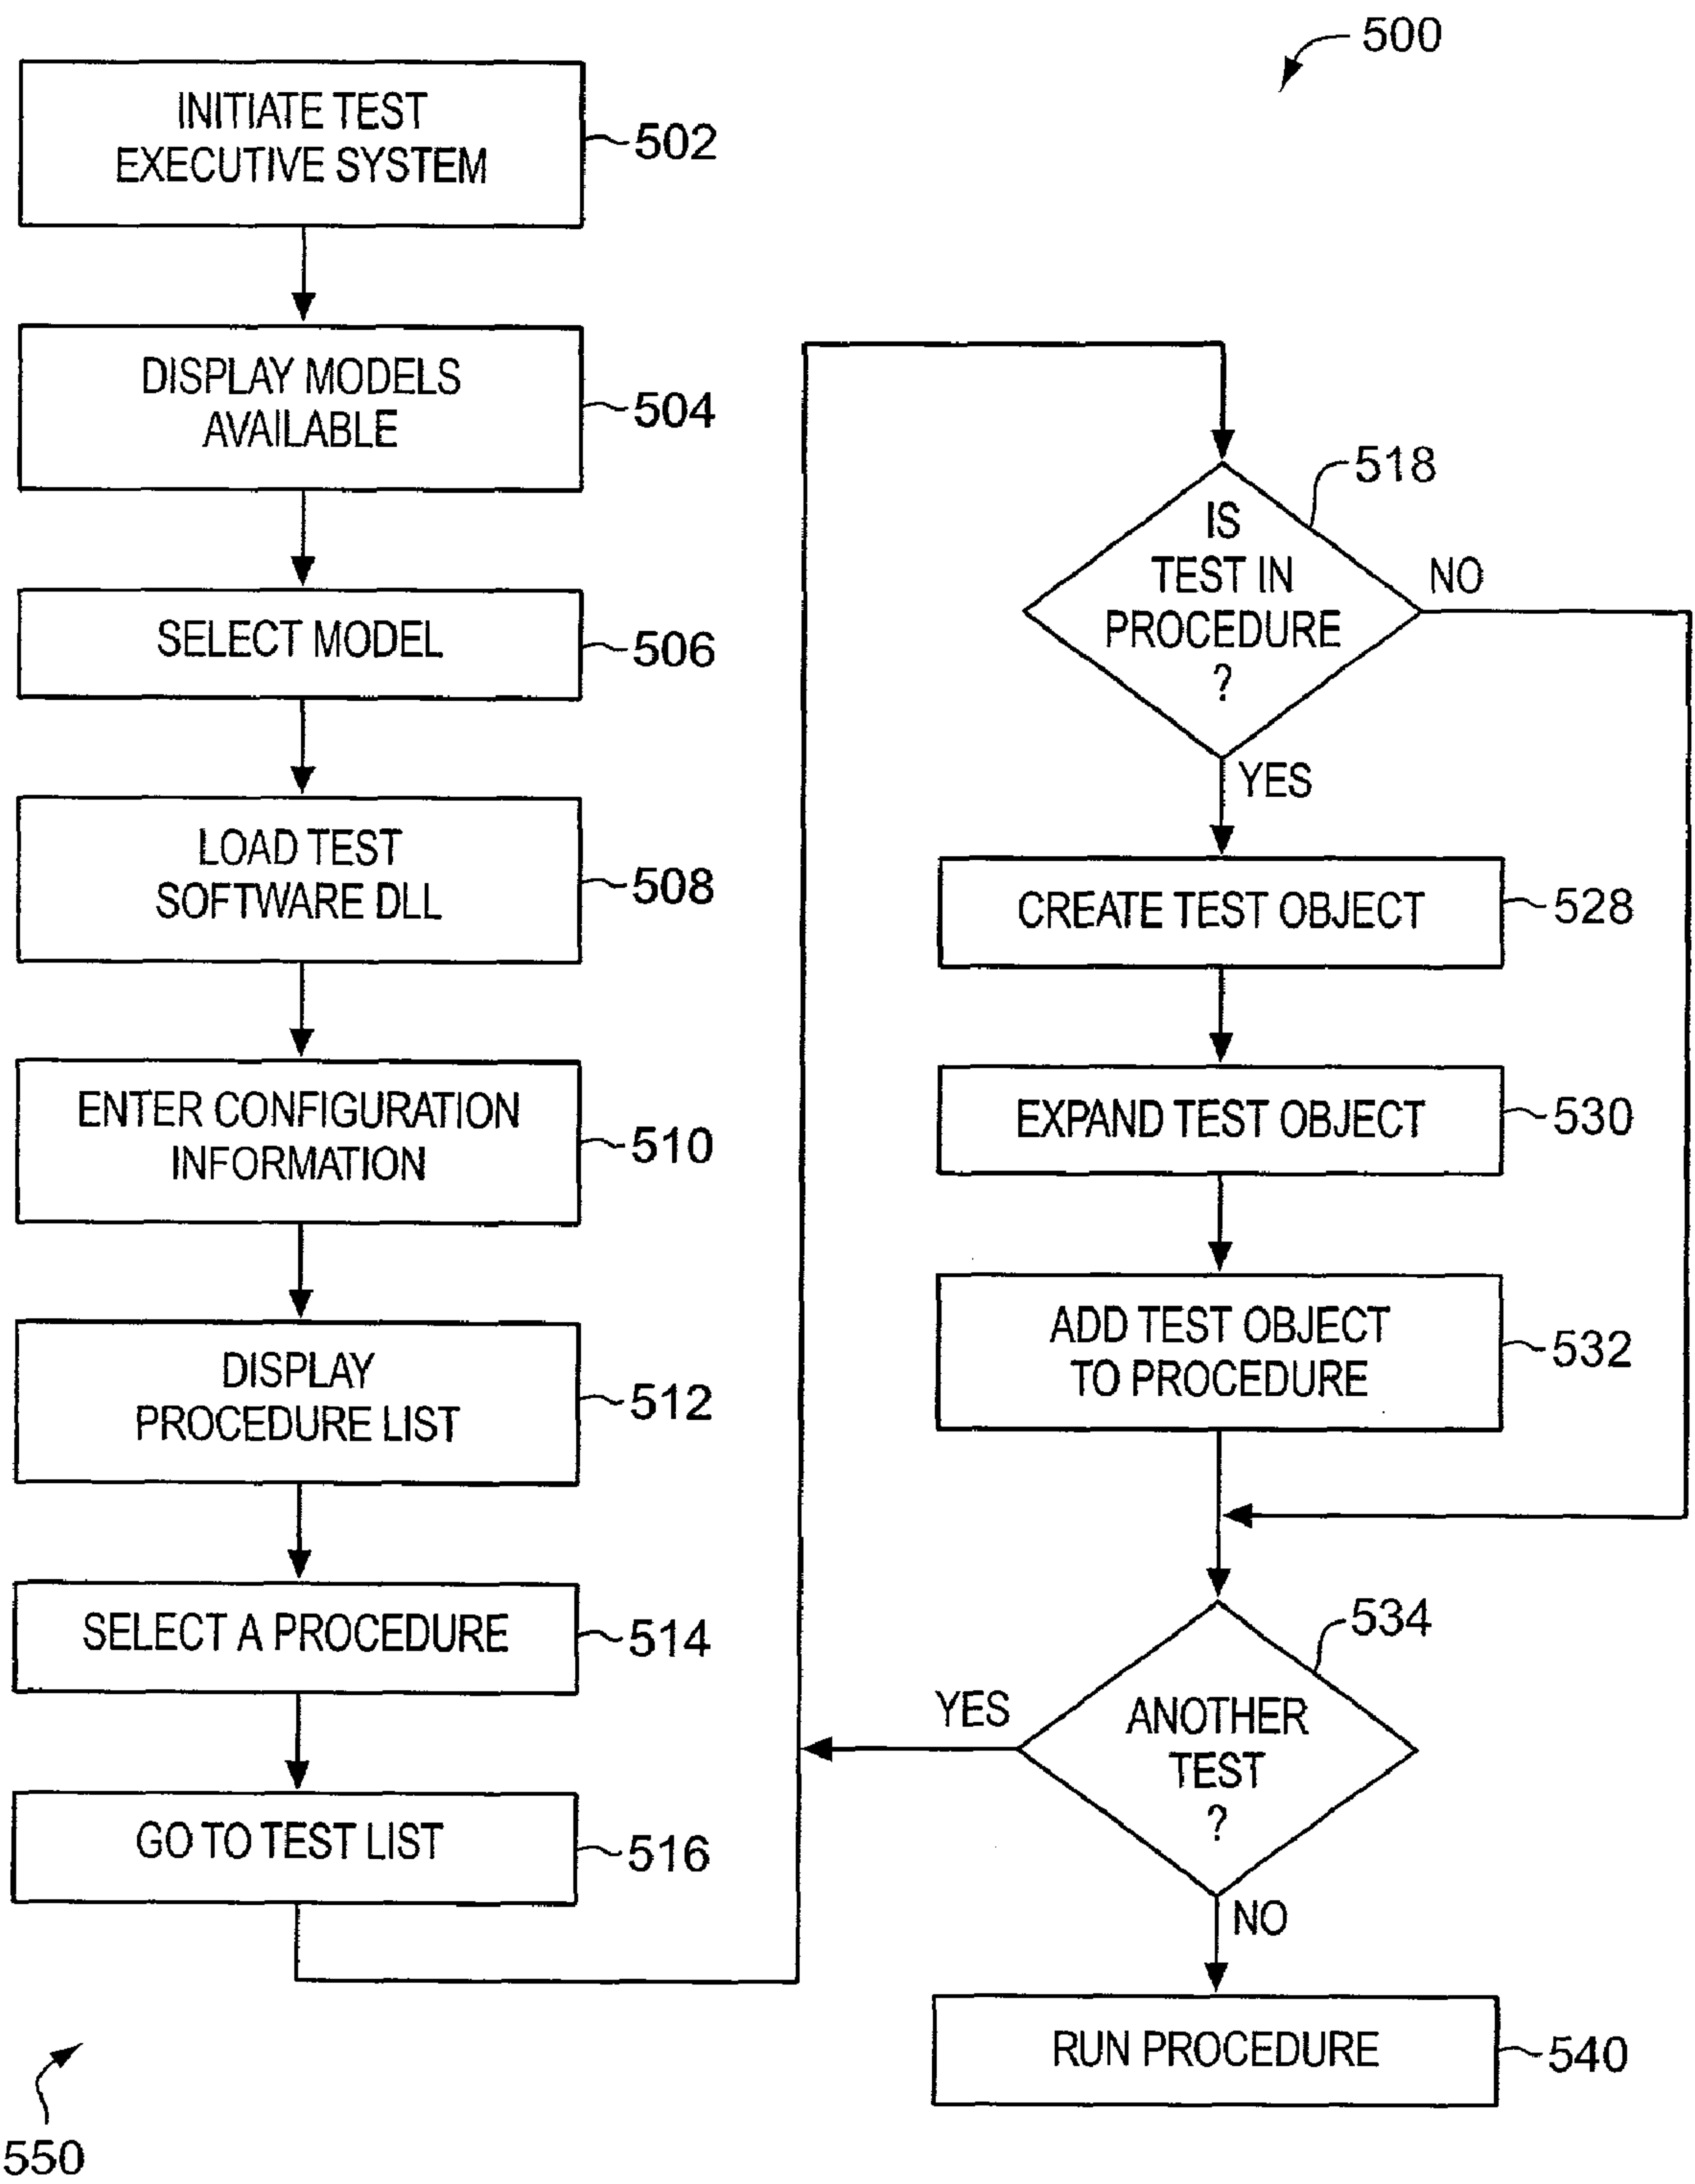 500
INITIATE TEST
EXECUTIVE SYSTEM
502
DISPLAY MODELS
AVAILABLE
504
SELECT MODEL
506
LOAD TEST
SOFTWARE DLL
508
ENTER CONFIGURATION
INFORMATION
510
DISPLAY
PROCEDURE LIST
512
SELECT A PROCEDURE
514
GO TO TEST LIST
516
550
518
IS
TEST IN
PROCEDURE
?
NO
YES
CREATE TEST OBJECT
528
EXPAND TEST OBJECT
530
ADD TEST OBJECT
TO PROCEDURE
532
534
YES
ANOTHER
TEST
?
NO
RUN PROCEDURE
540